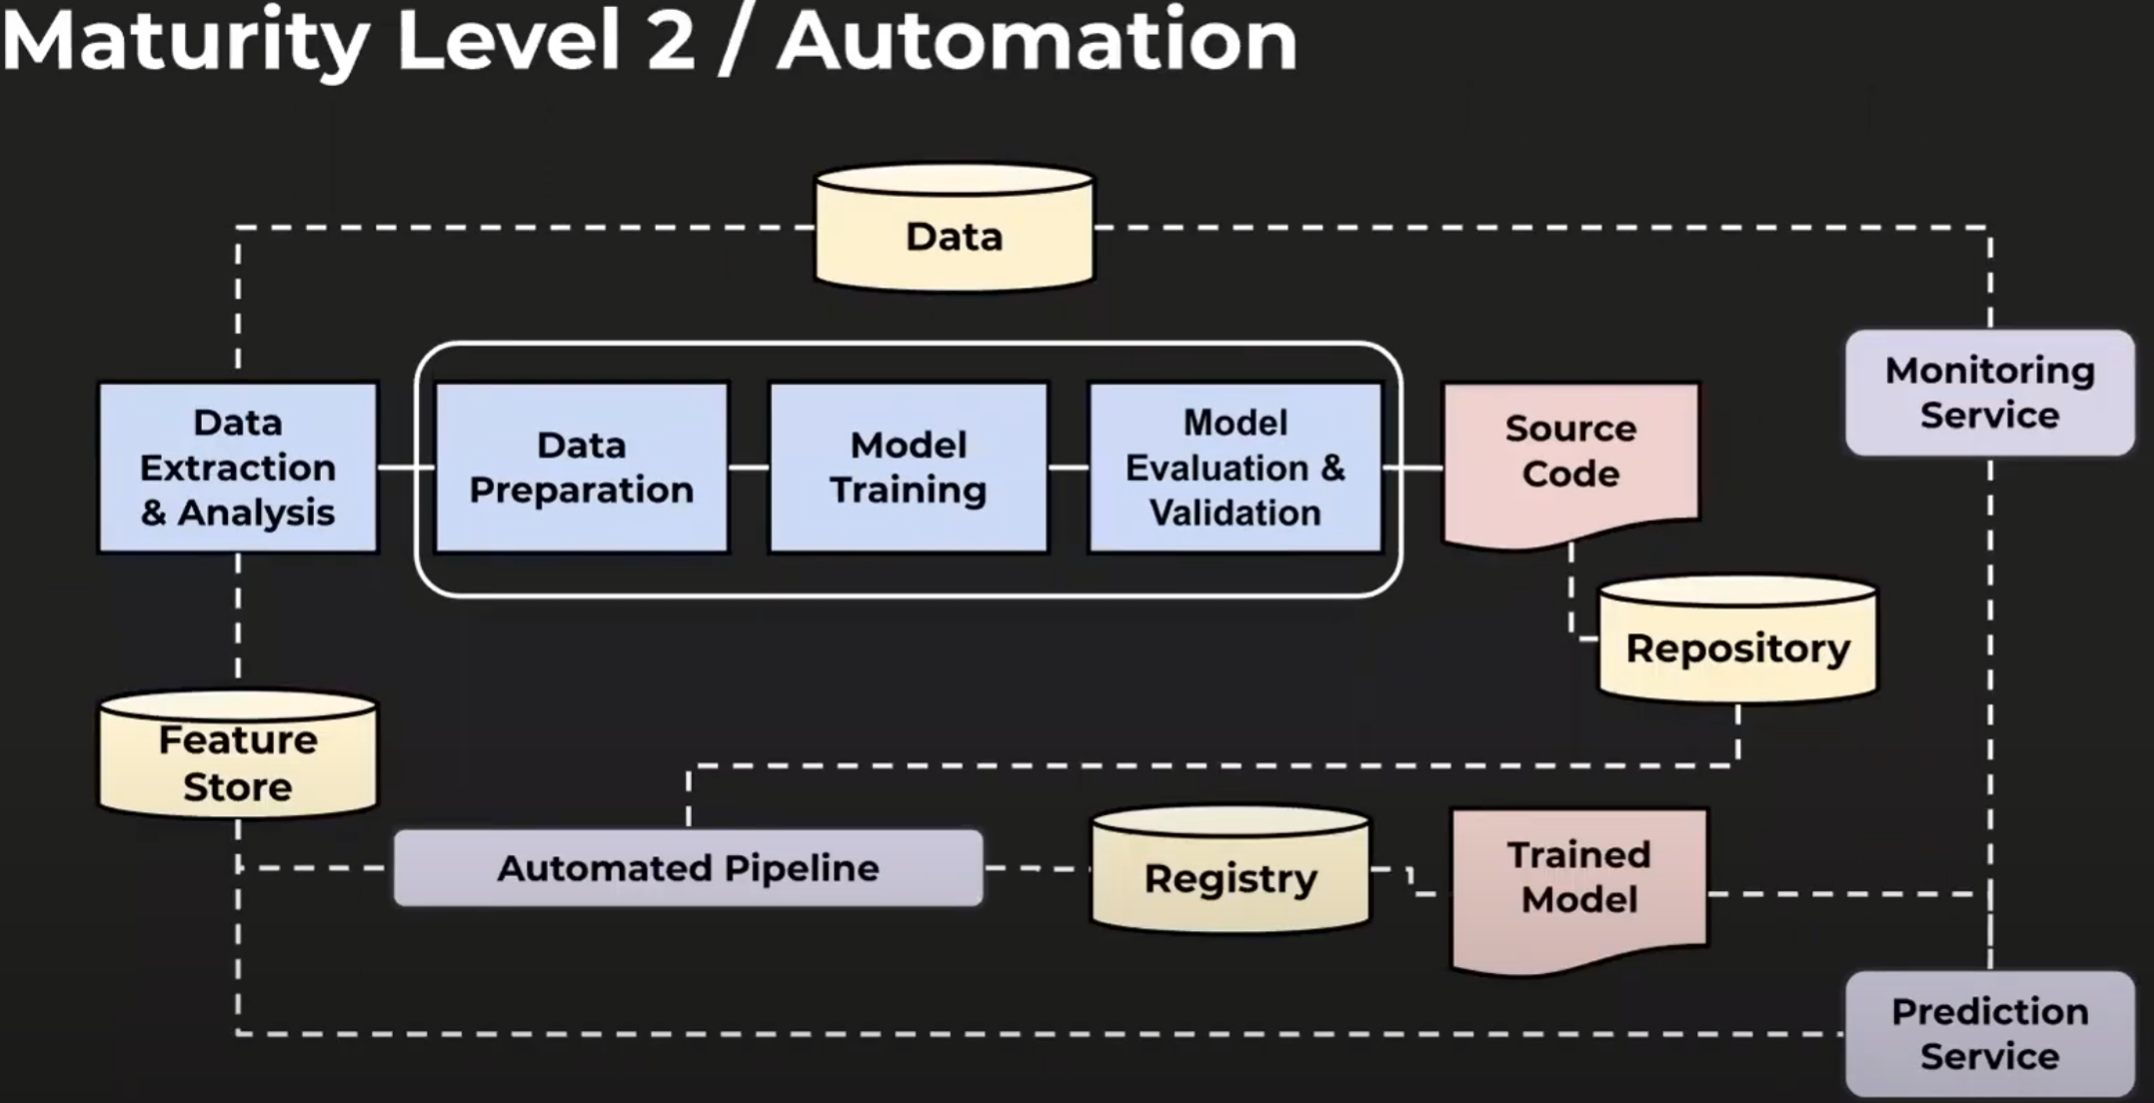 Maturity Level 2 / Automation
Data
Data
Extraction
& Analysis
Data
Preparation
Model
Training
Model
Evaluation &
Validation
Source
Code
Monitoring
Service
Repository
Feature
Store
Automated Pipeline
Registry
Trained
Model
Prediction
Service